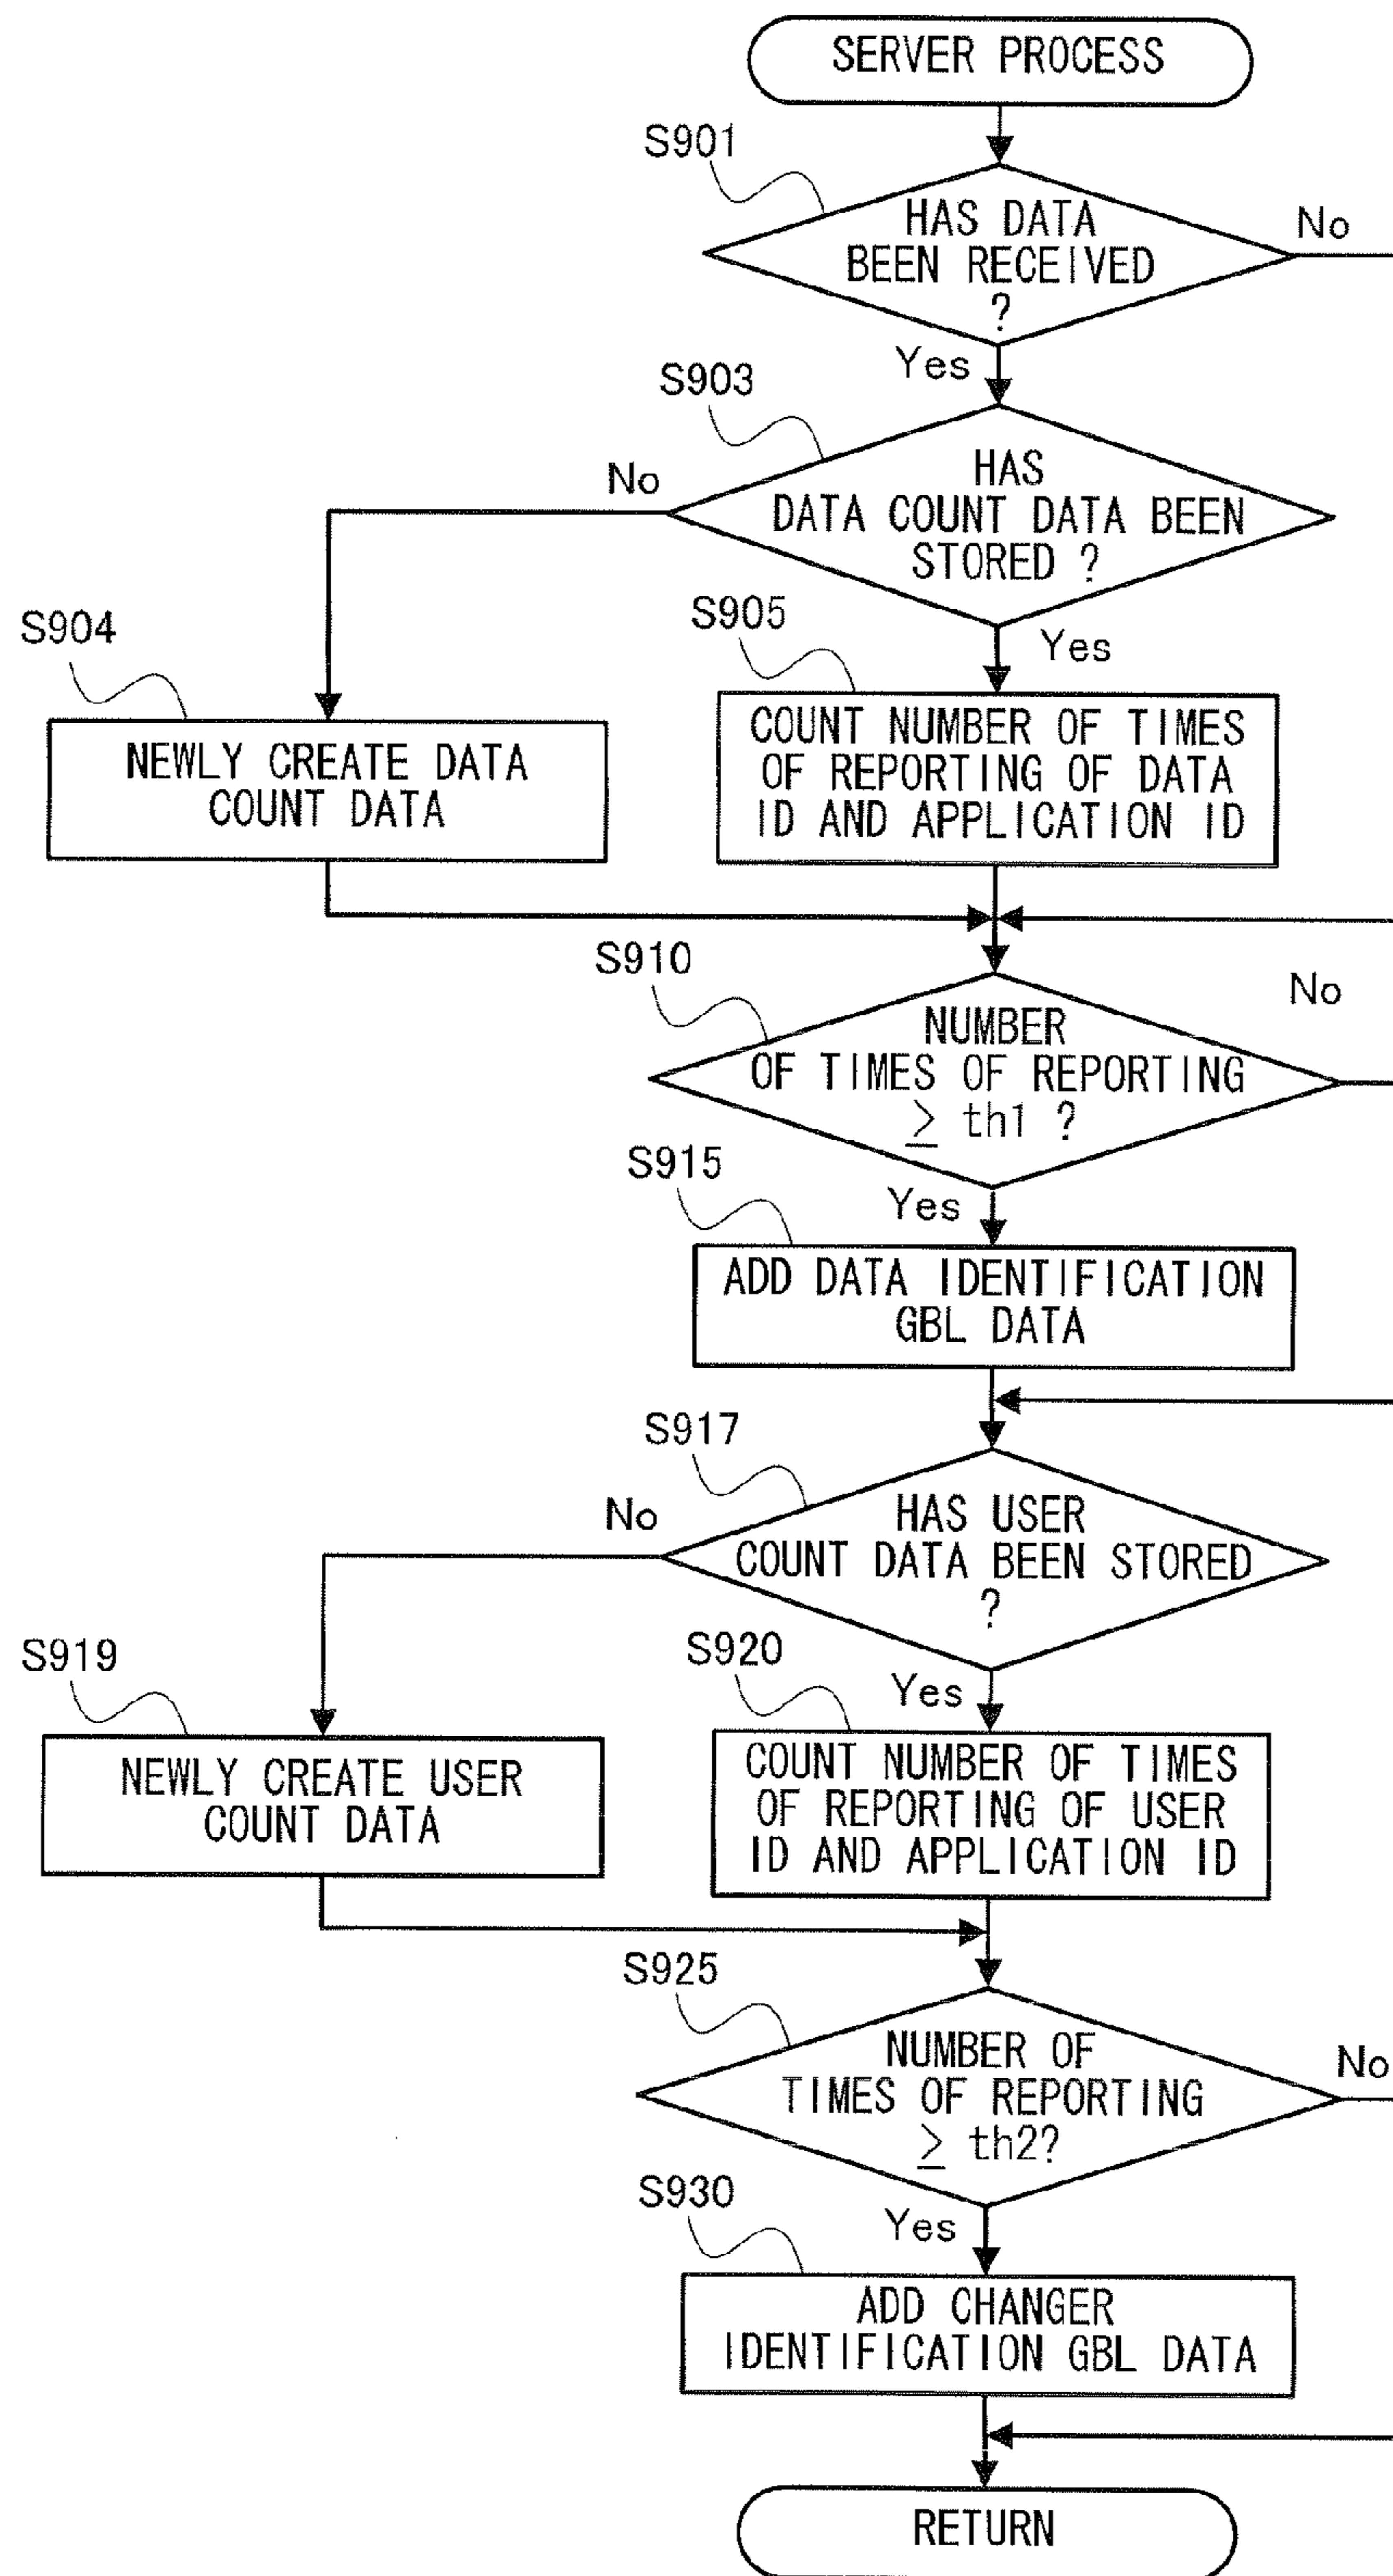 SERVER PROCESS
S901
HAS DATA
BEEN RECEIVED
?
No
Yes
S903
HAS
DATA COUNT DATA BEEN
STORED ?
No
Yes
S904
NEWLY CREATE DATA
COUNT DATA
S905
COUNT NUMBER OF TIMES
OF REPORTING OF DATA
ID AND APPLICATION ID
S910
NUMBER
OF TIMES OF REPORTING
≥ th1 ?
No
Yes
S915
ADD DATA IDENTIFICATION
GBL DATA
S917
HAS USER
COUNT DATA BEEN STORED
?
No
Yes
S919
NEWLY CREATE USER
COUNT DATA
S920
COUNT NUMBER OF TIMES
OF REPORTING OF USER
ID AND APPLICATION ID
S925
NUMBER OF
TIMES OF REPORTING
≥ th2?
No
Yes
S930
ADD CHANGER
IDENTIFICATION GBL DATA
RETURN